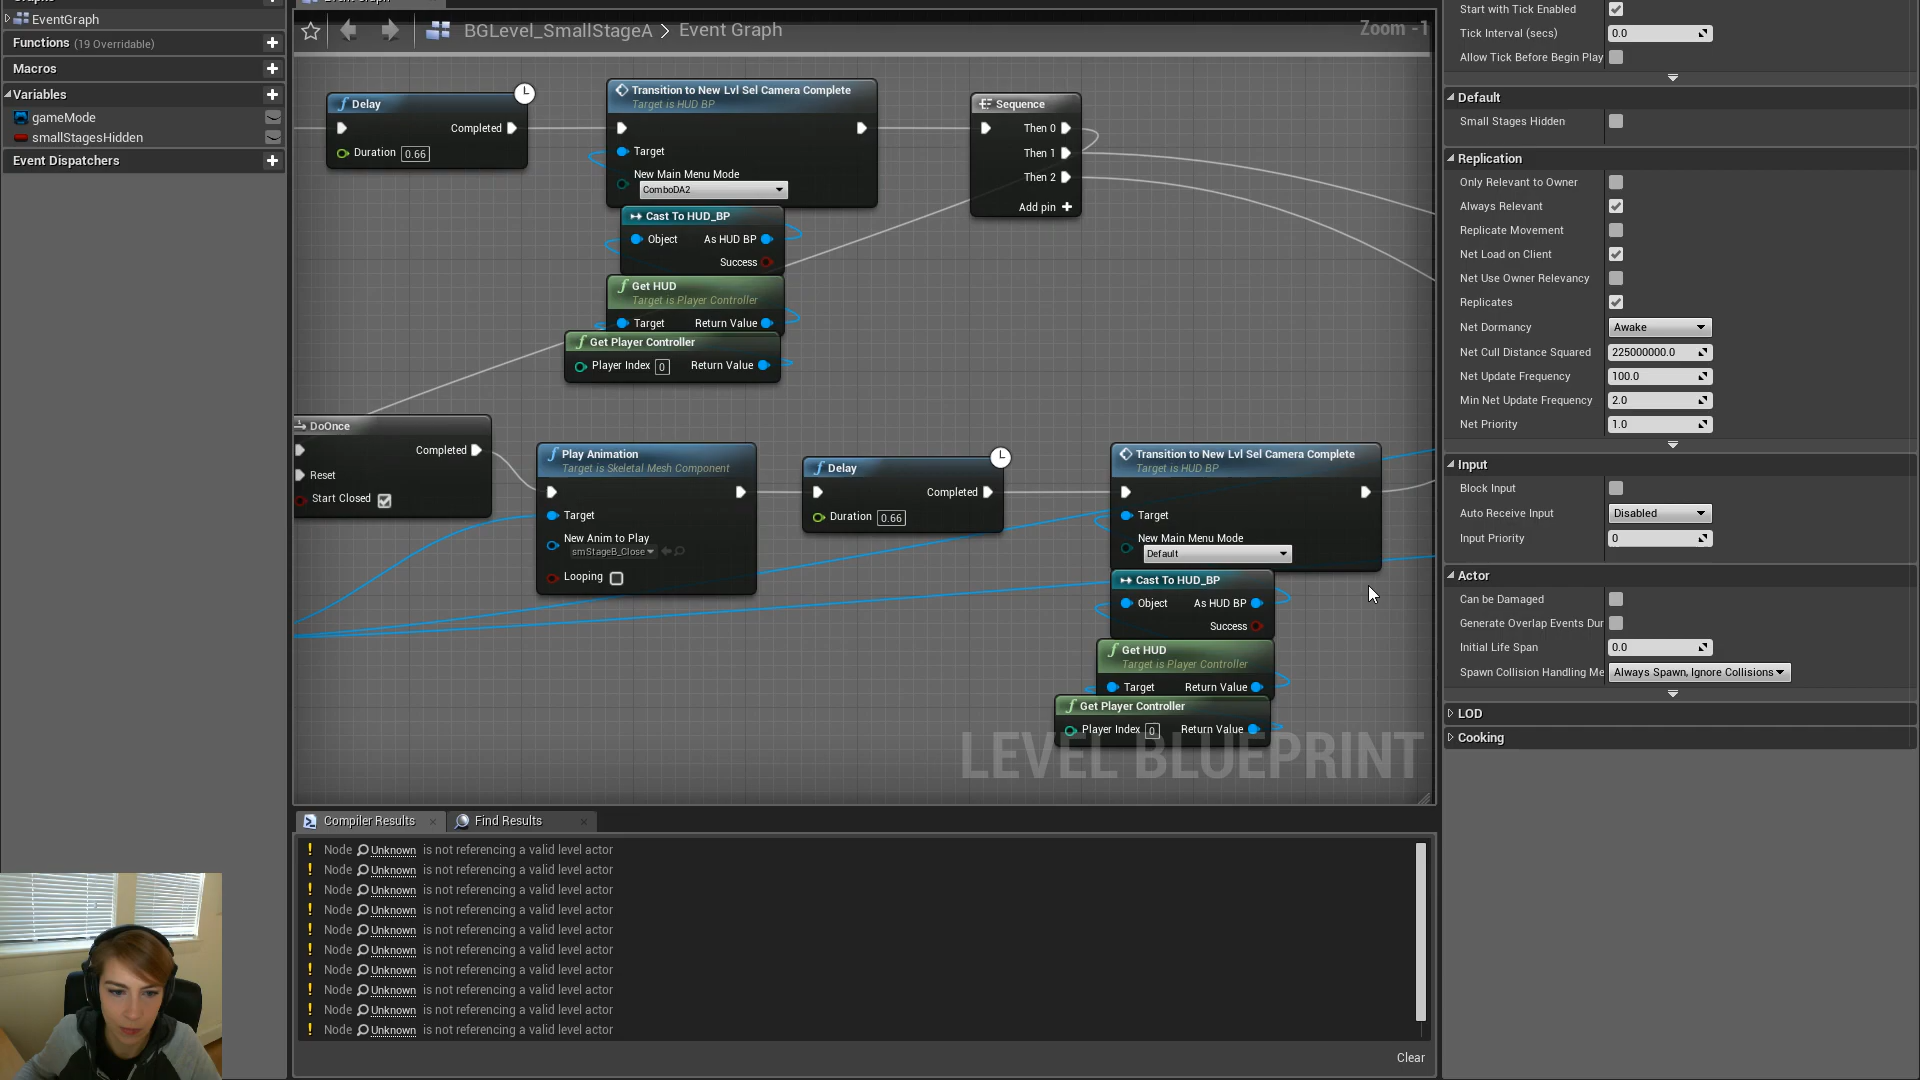 EventGraph
Functions (19 Overridable)
Macros
Variables
gameMode
smallStagesHidden
Event Dispatchers
BGLevel_SmallStageA > Event Graph
Zoom -1
Delay
Completed
Duration 0.66
Transition to New Lvl Sel Camera Complete
Target is HUD BP
Target
New Main Menu Mode
ComboDA2
Cast To HUD_BP
Object As HUD BP
Success
Get HUD
Target is Player Controller
Target Return Value
Get Player Controller
Player Index 0 Return Value
Sequence
Then 0
Then 1
Then 2
Add pin
DoOnce
Completed
Reset
Start Closed
Play Animation
Target is Skeletal Mesh Component
Target
New Anim to Play
smStageB_Close
Looping
Delay
Completed
Duration 0.66
Transition to New Lvl Sel Camera Complete
Target is HUD BP
Target
New Main Menu Mode
Default
Cast To HUD_BP
Object As HUD BP
Success
Get HUD
Target is Player Controller
Target Return Value
Get Player Controller
Player Index 0 Return Value
LEVEL BLUEPRINT
Compiler Results
Find Results
Node Unknown is not referencing a valid level actor
Node Unknown is not referencing a valid level actor
Node Unknown is not referencing a valid level actor
Node Unknown is not referencing a valid level actor
Node Unknown is not referencing a valid level actor
Node Unknown is not referencing a valid level actor
Node Unknown is not referencing a valid level actor
Node Unknown is not referencing a valid level actor
Node Unknown is not referencing a valid level actor
Node Unknown is not referencing a valid level actor
Clear
Start with Tick Enabled
Tick Interval (secs) 0.0
Allow Tick Before Begin Play
Default
Small Stages Hidden
Replication
Only Relevant to Owner
Always Relevant
Replicate Movement
Net Load on Client
Net Use Owner Relevancy
Replicates
Net Dormancy Awake
Net Cull Distance Squared 225000000.0
Net Update Frequency 100.0
Min Net Update Frequency 2.0
Net Priority 1.0
Input
Block Input
Auto Receive Input Disabled
Input Priority 0
Actor
Can be Damaged
Generate Overlap Events Dur
Initial Life Span 0.0
Spawn Collision Handling Me Always Spawn, Ignore Collisions
LOD
Cooking